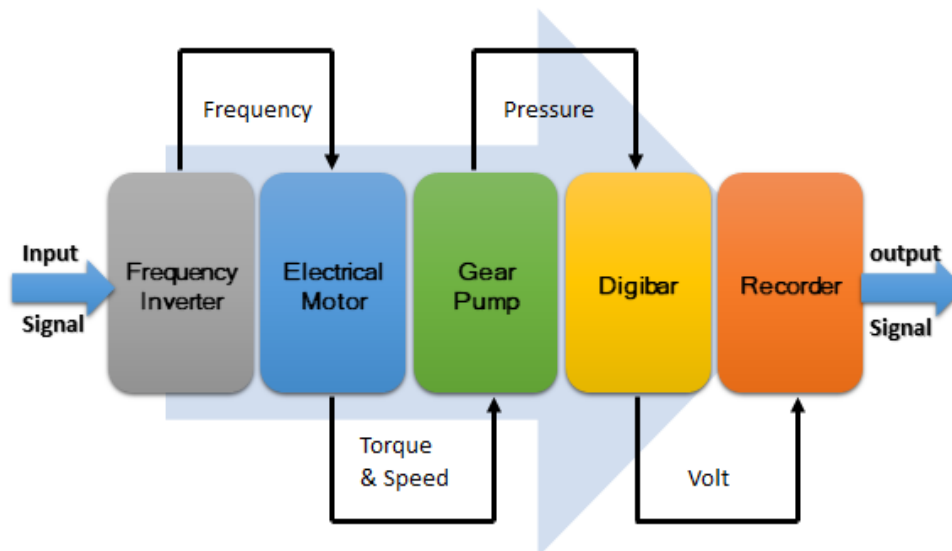 Frequency
Pressure
Input
Signal
Frequency
Inverter
Electrical
Motor
Gear
Pump
Digibar
Recorder
output
Signal
Torque
& Speed
Volt